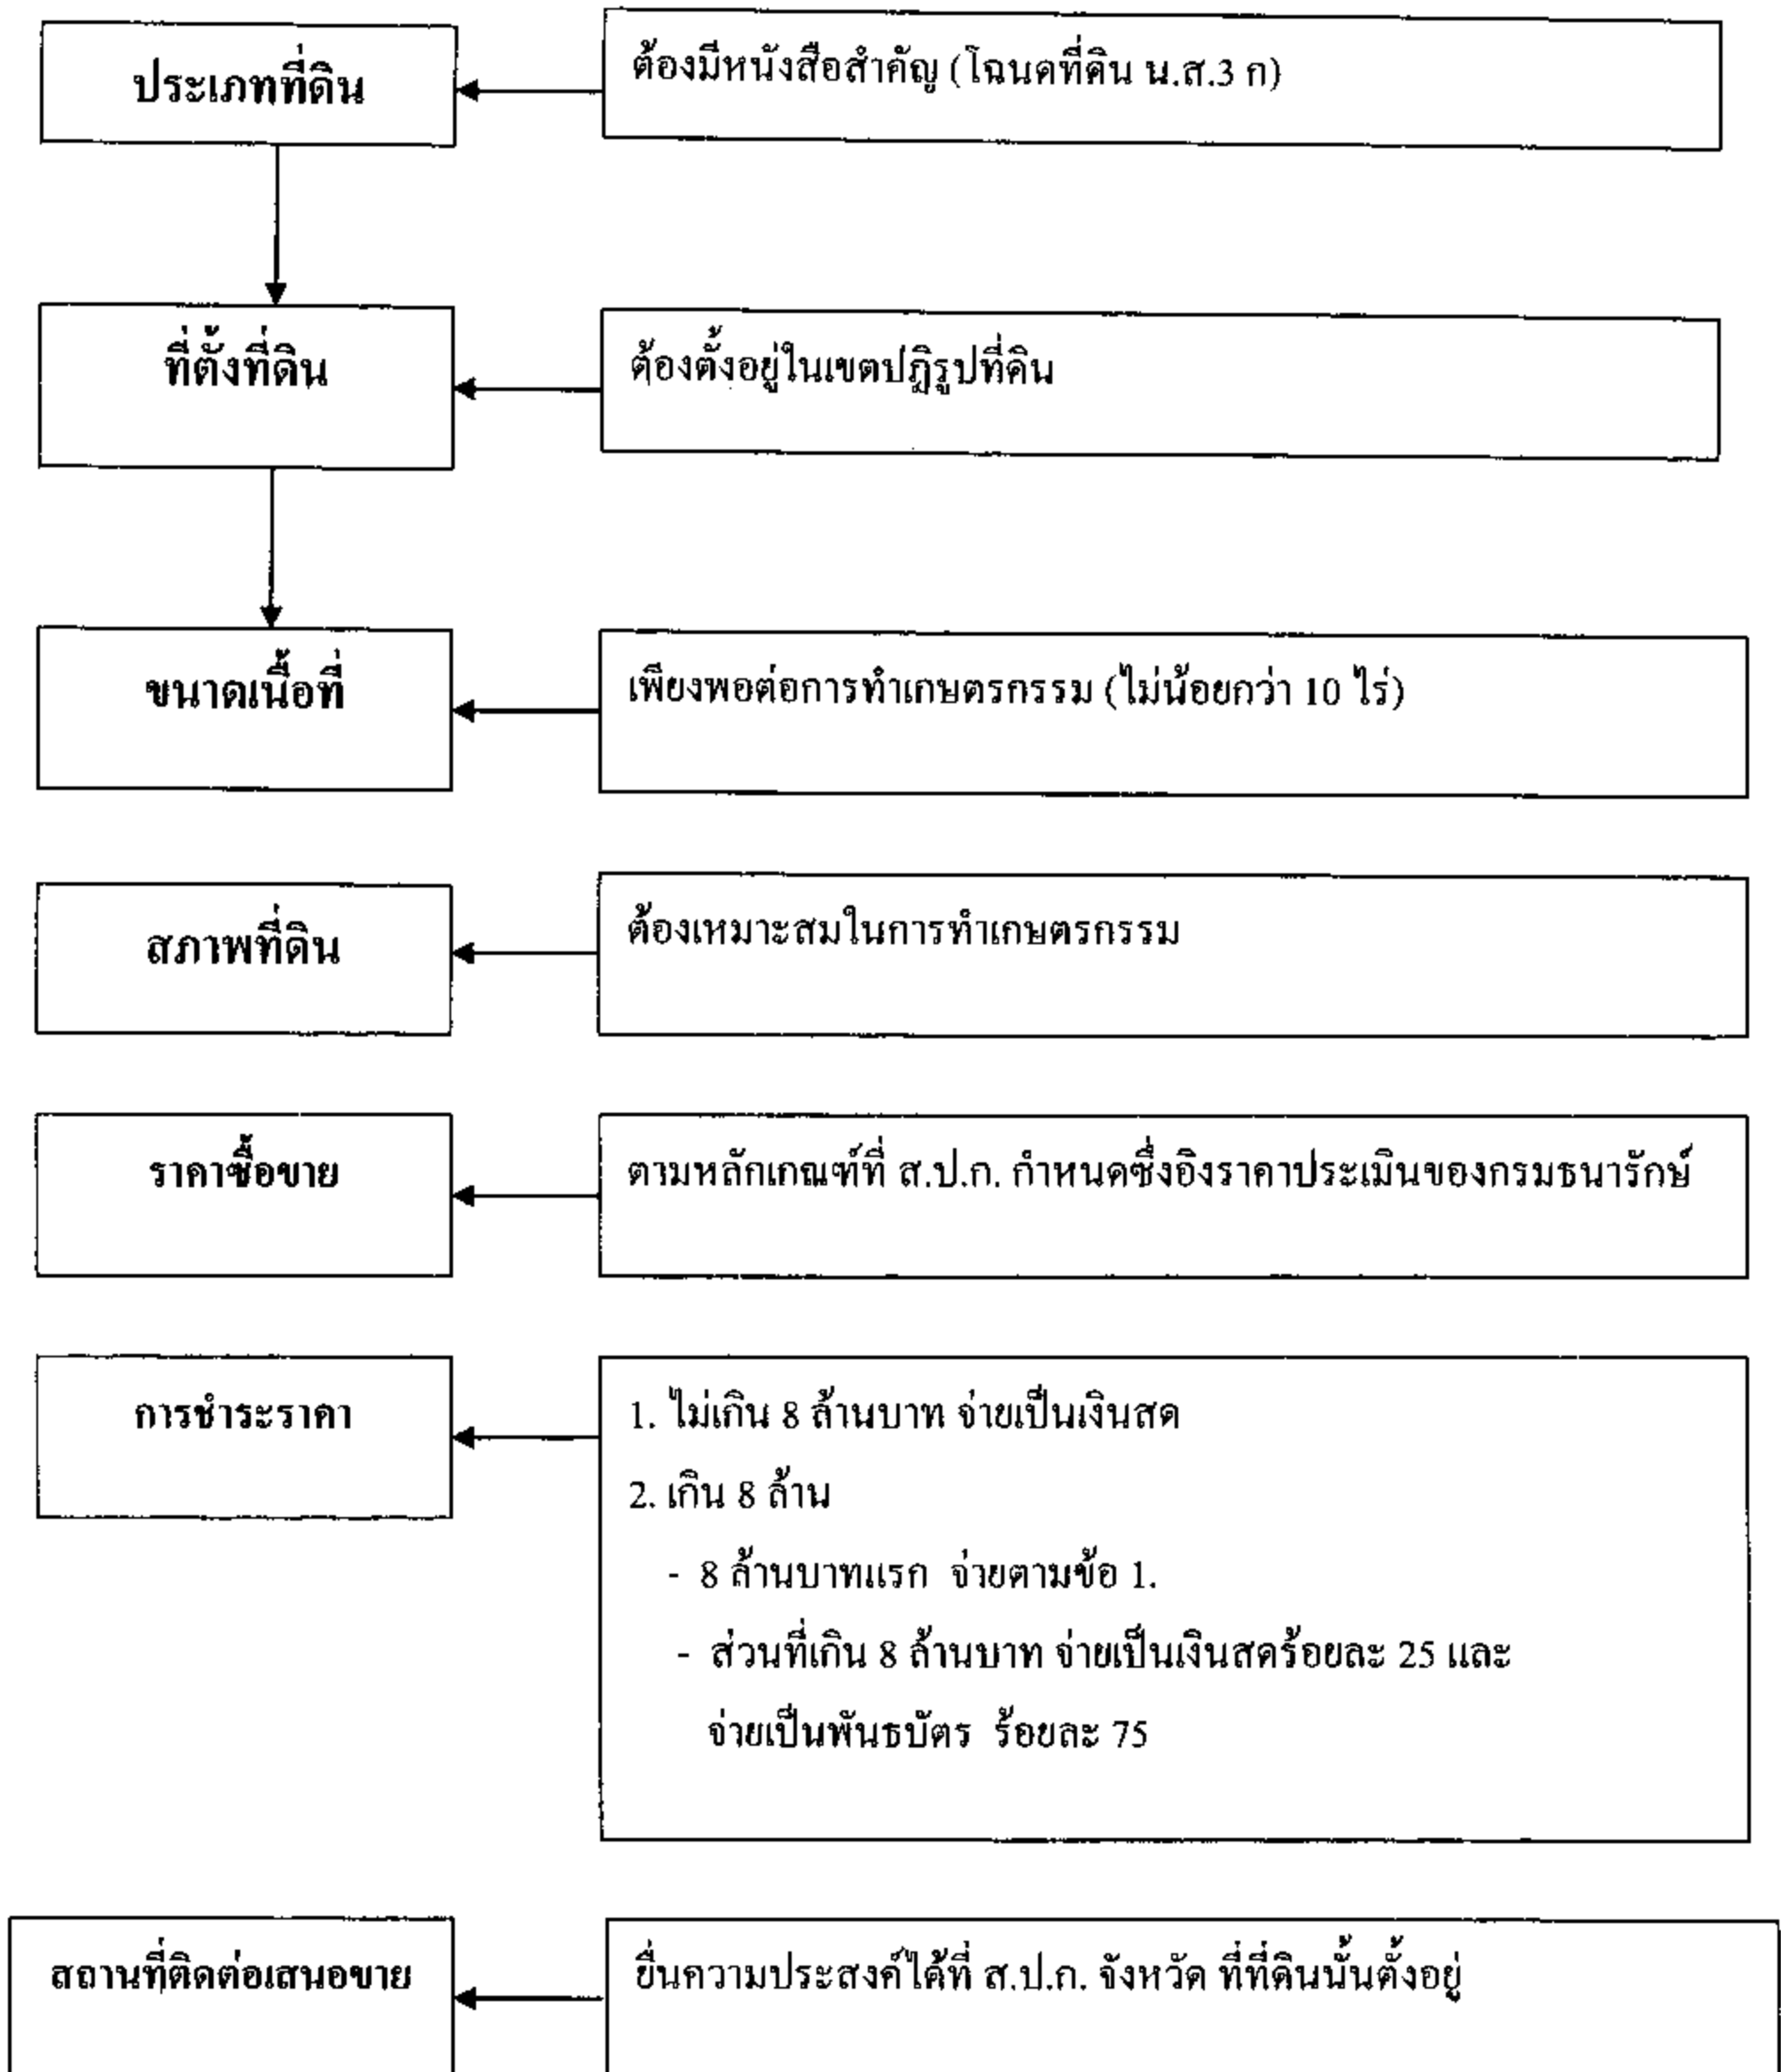 ประเภทที่ดิน
ต้องมีหนังสือสำคัญ (โฉนดที่ดิน น.ส.3 ก)
ที่ตั้งที่ดิน
ต้องตั้งอยู่ในเขตปฏิรูปที่ดิน
ขนาดเนื้อที่
เพียงพอต่อการทำเกษตรกรรม (ไม่น้อยกว่า 10 ไร่)
สภาพที่ดิน
ต้องเหมาะสมในการทำเกษตรกรรม
ราคาซื้อขาย
ตามหลักเกณฑ์ที่ ส.ป.ก. กำหนดซึ่งอิงราคาประเมินของกรมธนารักษ์
การชำระราคา
1. ไม่เกิน 8 ล้านบาท จ่ายเป็นเงินสด
2. เกิน 8 ล้าน
- 8 ล้านบาทแรก จ่ายตามข้อ 1.
- ส่วนที่เกิน 8 ล้านบาท จ่ายเป็นเงินสดร้อยละ 25 และ
จ่ายเป็นพันธบัตร ร้อยละ 75
สถานที่ติดต่อเสนอขาย
ยื่นความประสงค์ได้ที่ ส.ป.ก. จังหวัด ที่ที่ดินนั้นตั้งอยู่